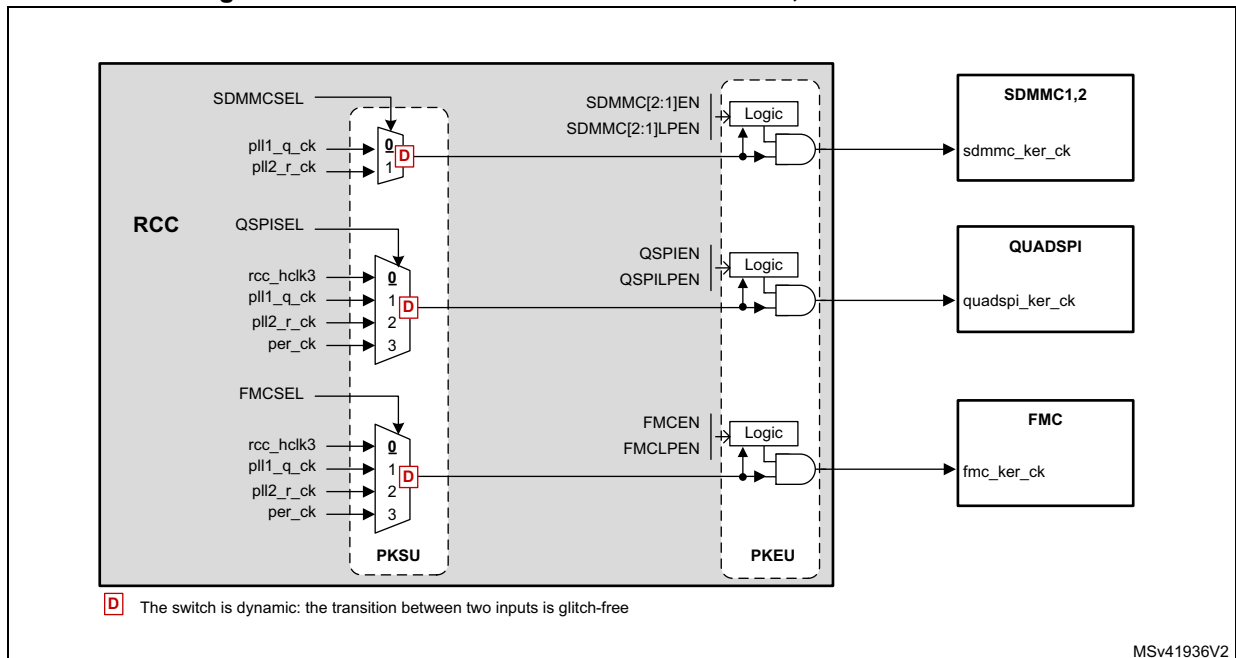 SDMMCSEL
pll1_q_ck
pll2_r_ck
0
1
D
SDMMC[2:1]EN
SDMMC[2:1]LPEN
Logic
SDMMC1,2
sdmmc_ker_ck
RCC
QSPISEL
rcc_hclk3
pll1_q_ck
pll2_r_ck
per_ck
0
1
2
3
D
QSPIEN
QSPILPEN
Logic
QUADSPI
quadspi_ker_ck
FMCSEL
rcc_hclk3
pll1_q_ck
pll2_r_ck
per_ck
0
1
2
3
D
FMCEN
FMCLPEN
Logic
FMC
fmc_ker_ck
PKSU
PKEU
D The switch is dynamic: the transition between two inputs is glitch-free
MSv41936V2